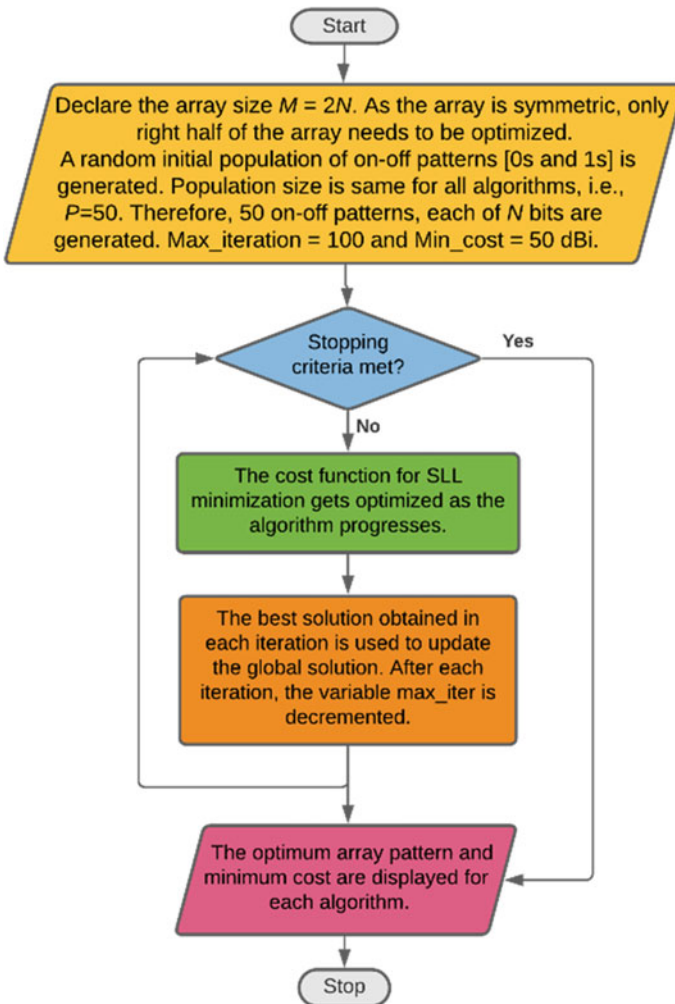 Start
Declare the array size M = 2N. As the array is symmetric, only
right half of the array needs to be optimized.
A random initial population of on-off patterns [0s and 1s] is
generated. Population size is same for all algorithms, i.e.,
P=50. Therefore, 50 on-off patterns, each of N bits are
generated. Max_iteration = 100 and Min_cost = 50 dBi.
Stopping
criteria met?
Yes
No
The cost function for SLL
minimization gets optimized as the
algorithm progresses.
The best solution obtained in
each iteration is used to update
the global solution. After each
iteration, the variable max_iter is
decremented.
The optimum array pattern and
minimum cost are displayed for
each algorithm.
Stop